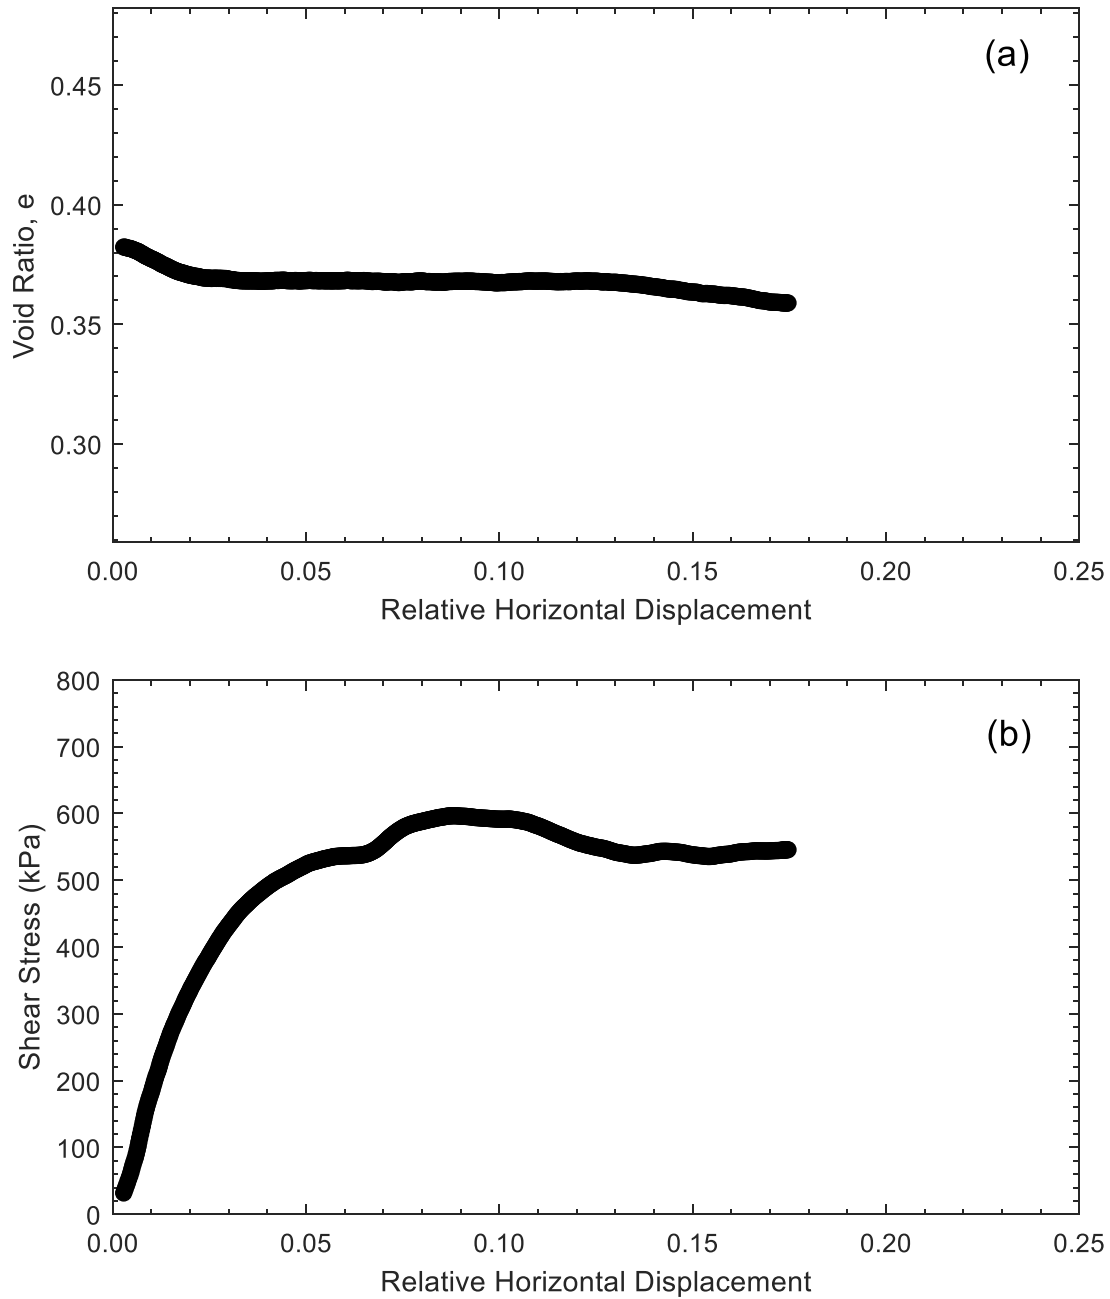 (a)
0.45
0.40
0.35
0.30
Void Ratio, e
0.00 0.05 0.10 0.15 0.20 0.25
Relative Horizontal Displacement
(b)
800
700
600
500
400
300
200
100
0
Shear Stress (kPa)
0.00 0.05 0.10 0.15 0.20 0.25
Relative Horizontal Displacement